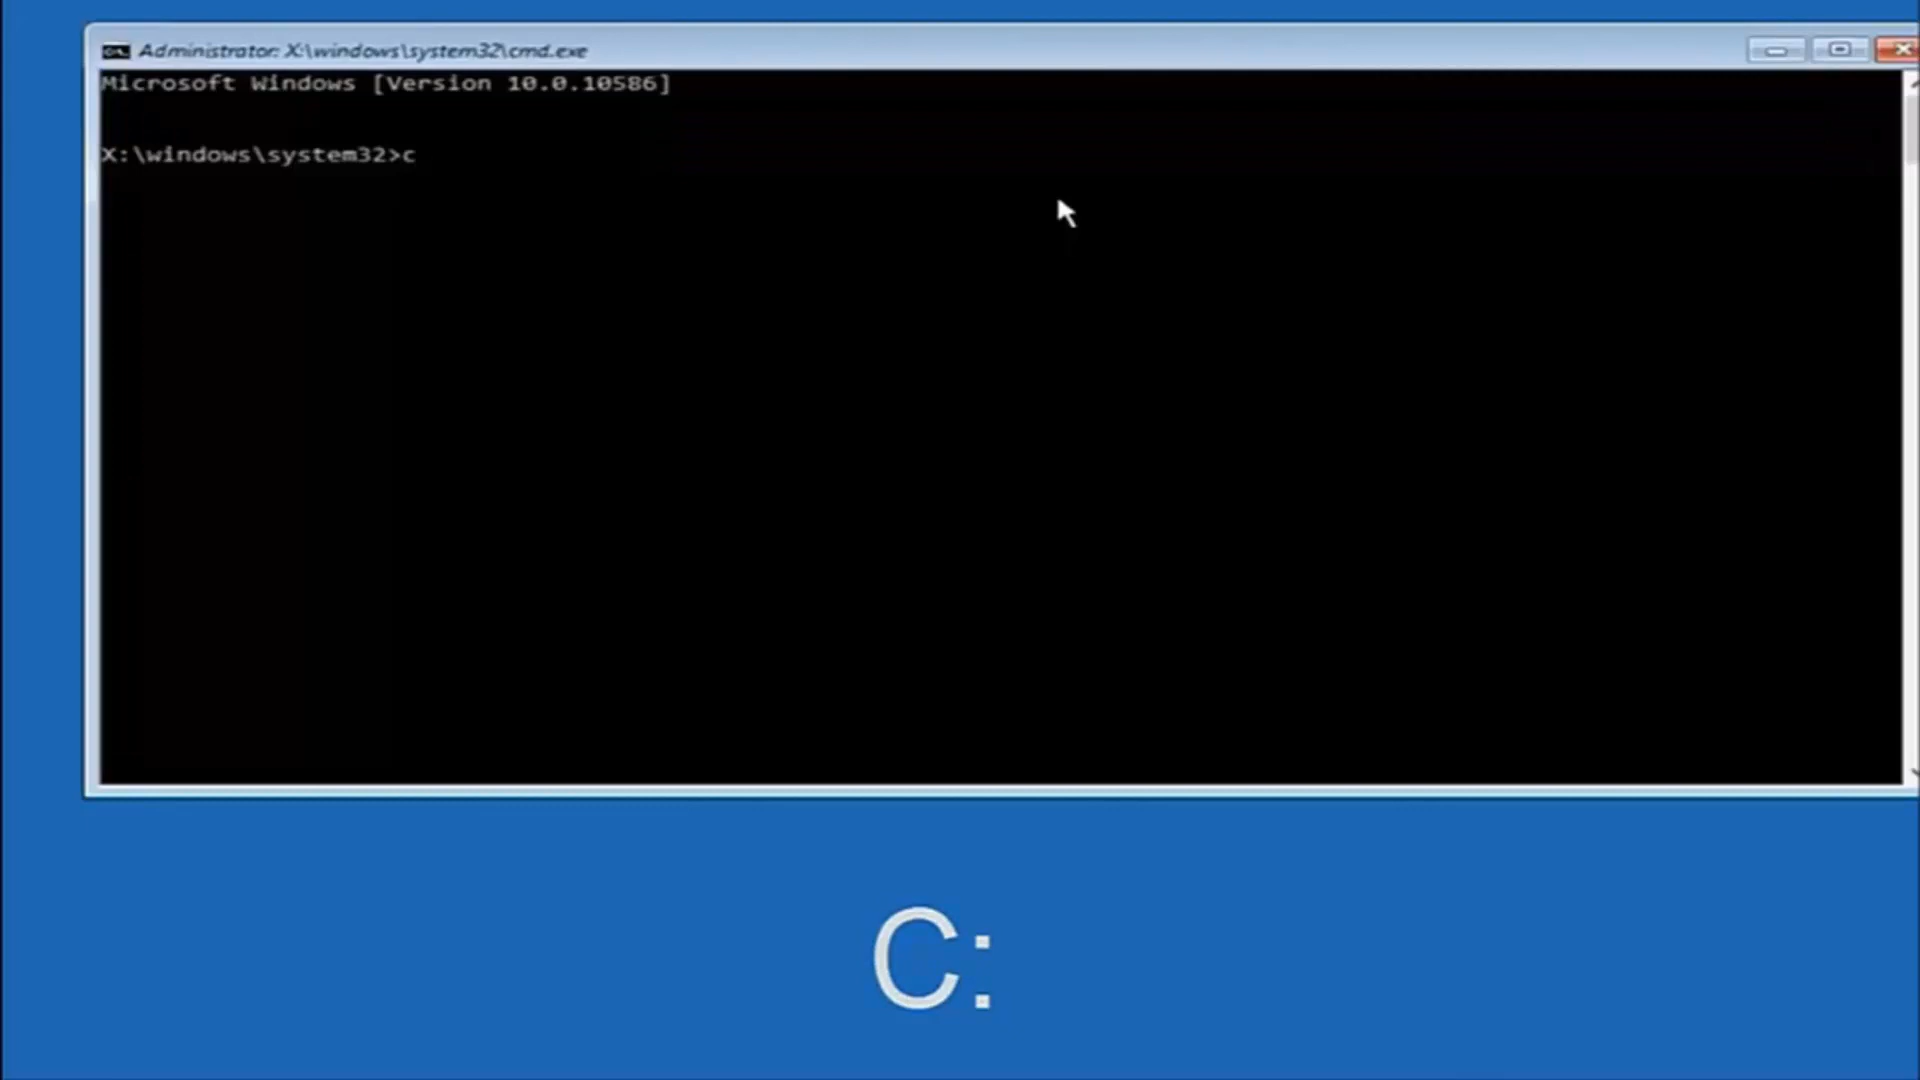 Administrator: X:\windows\system32\cmd.exe
Microsoft Windows [Version 10.0.10586]
X:\windows\system32>c
C: